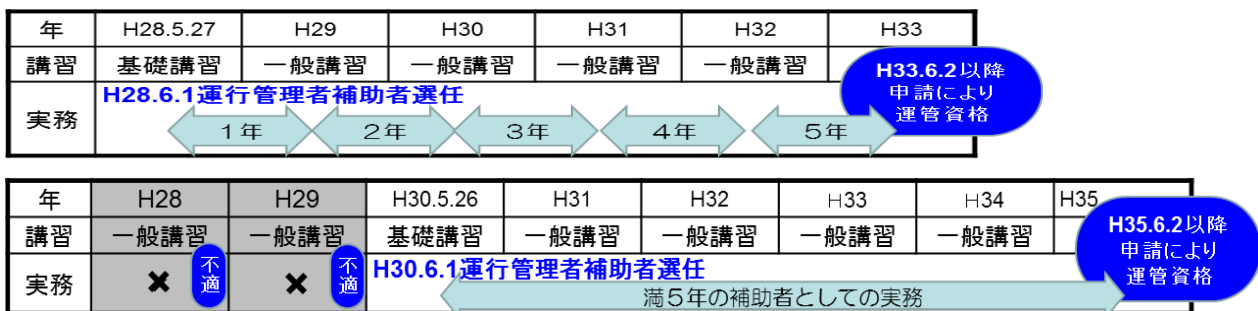 年 H28.5.27 H29 H30 H31 H32 H33
講習 基礎講習 一般講習 一般講習 一般講習 一般講習
実務
H28.6.1運行管理者補助者選任
1年 2年 3年 4年 5年
H33.6.2以降
申請により
運管資格
年 H28 H29 H30.5.26 H31 H32 H33 H34 H35
講習 一般講習 一般講習 基礎講習 一般講習 一般講習 一般講習 一般講習
実務 ✖ 不適 ✖ 不適
H30.6.1運行管理者補助者選任
満5年の補助者としての実務
H35.6.2以降
申請により
運管資格